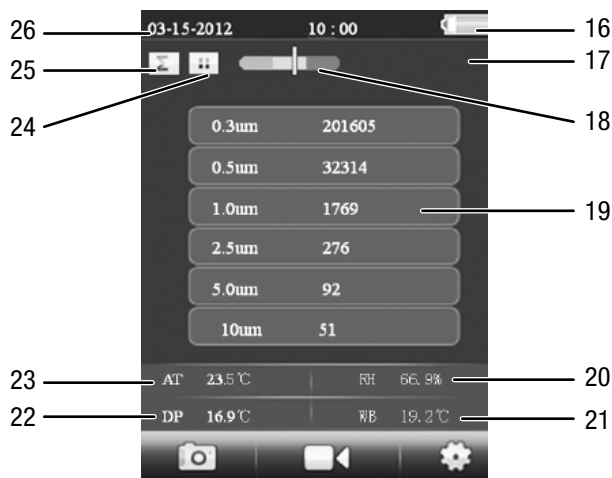 26 03-15-2012 10 : 00 16
25 Σ 17
24 18
0.3um 201605
0.5um 32314
1.0um 1769 19
2.5um 276
5.0um 92
10um 51
23 AT 23.5℃ RH 66.9% 20
22 DP 16.9℃ WB 19.2℃ 21